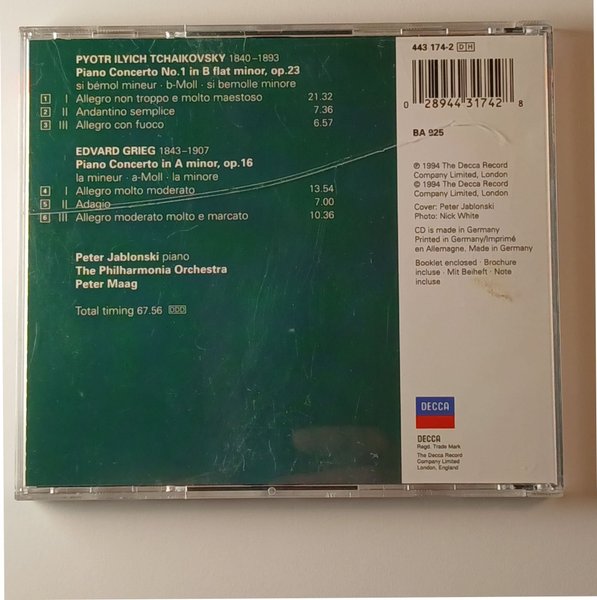 PYOTR ILYICH TCHAIKOVSKY 1840–1893
Piano Concerto No.1 in B flat minor, op.23
si bémol mineur · b-Moll · si bemolle minore
1 I Allegro non troppo e molto maestoso 21.32
2 II Andantino semplice 7.36
3 III Allegro con fuoco 6.57
EDVARD GRIEG 1843–1907
Piano Concerto in A minor, op.16
la mineur · a-Moll · la minore
4 I Allegro molto moderato 13.54
5 II Adagio 7.00
6 III Allegro moderato molto e marcato 10.36
Peter Jablonski piano
The Philharmonia Orchestra
Peter Maag
Total timing 67.56 DDD
443 174-2 DH
0 28944 31742 8
BA 925
℗ 1994 The Decca Record
Company Limited, London
© 1994 The Decca Record
Company Limited, London
Cover: Peter Jablonski
Photo: Nick White
CD is made in Germany
Printed in Germany/Imprimé
en Allemagne. Made in Germany
Booklet enclosed · Brochure
incluse · Mit Beiheft · Note
incluse
DECCA
DECCA
Regd. Trade Mark
The Decca Record
Company Limited
London, England